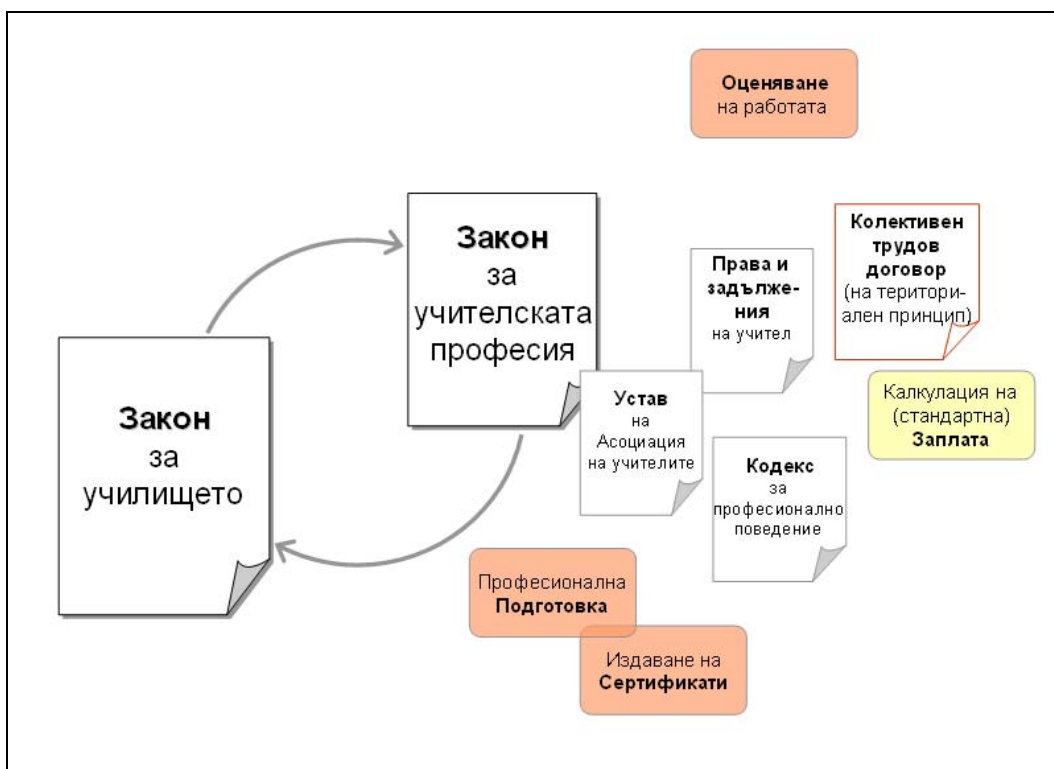 Оценяване
на работата
Закон
за
учителската
професия
Колективен
трудов
договор
(на територи-
ален принцип)
Права и
задълже-
ния
на учител
Закон
за
училището
Устав
на
Асоциация
на учителите
Калкулация на
(стандартна)
Заплата
Кодекс
за
професионално
поведение
Професионална
Подготовка
Издаване на
Сертификати